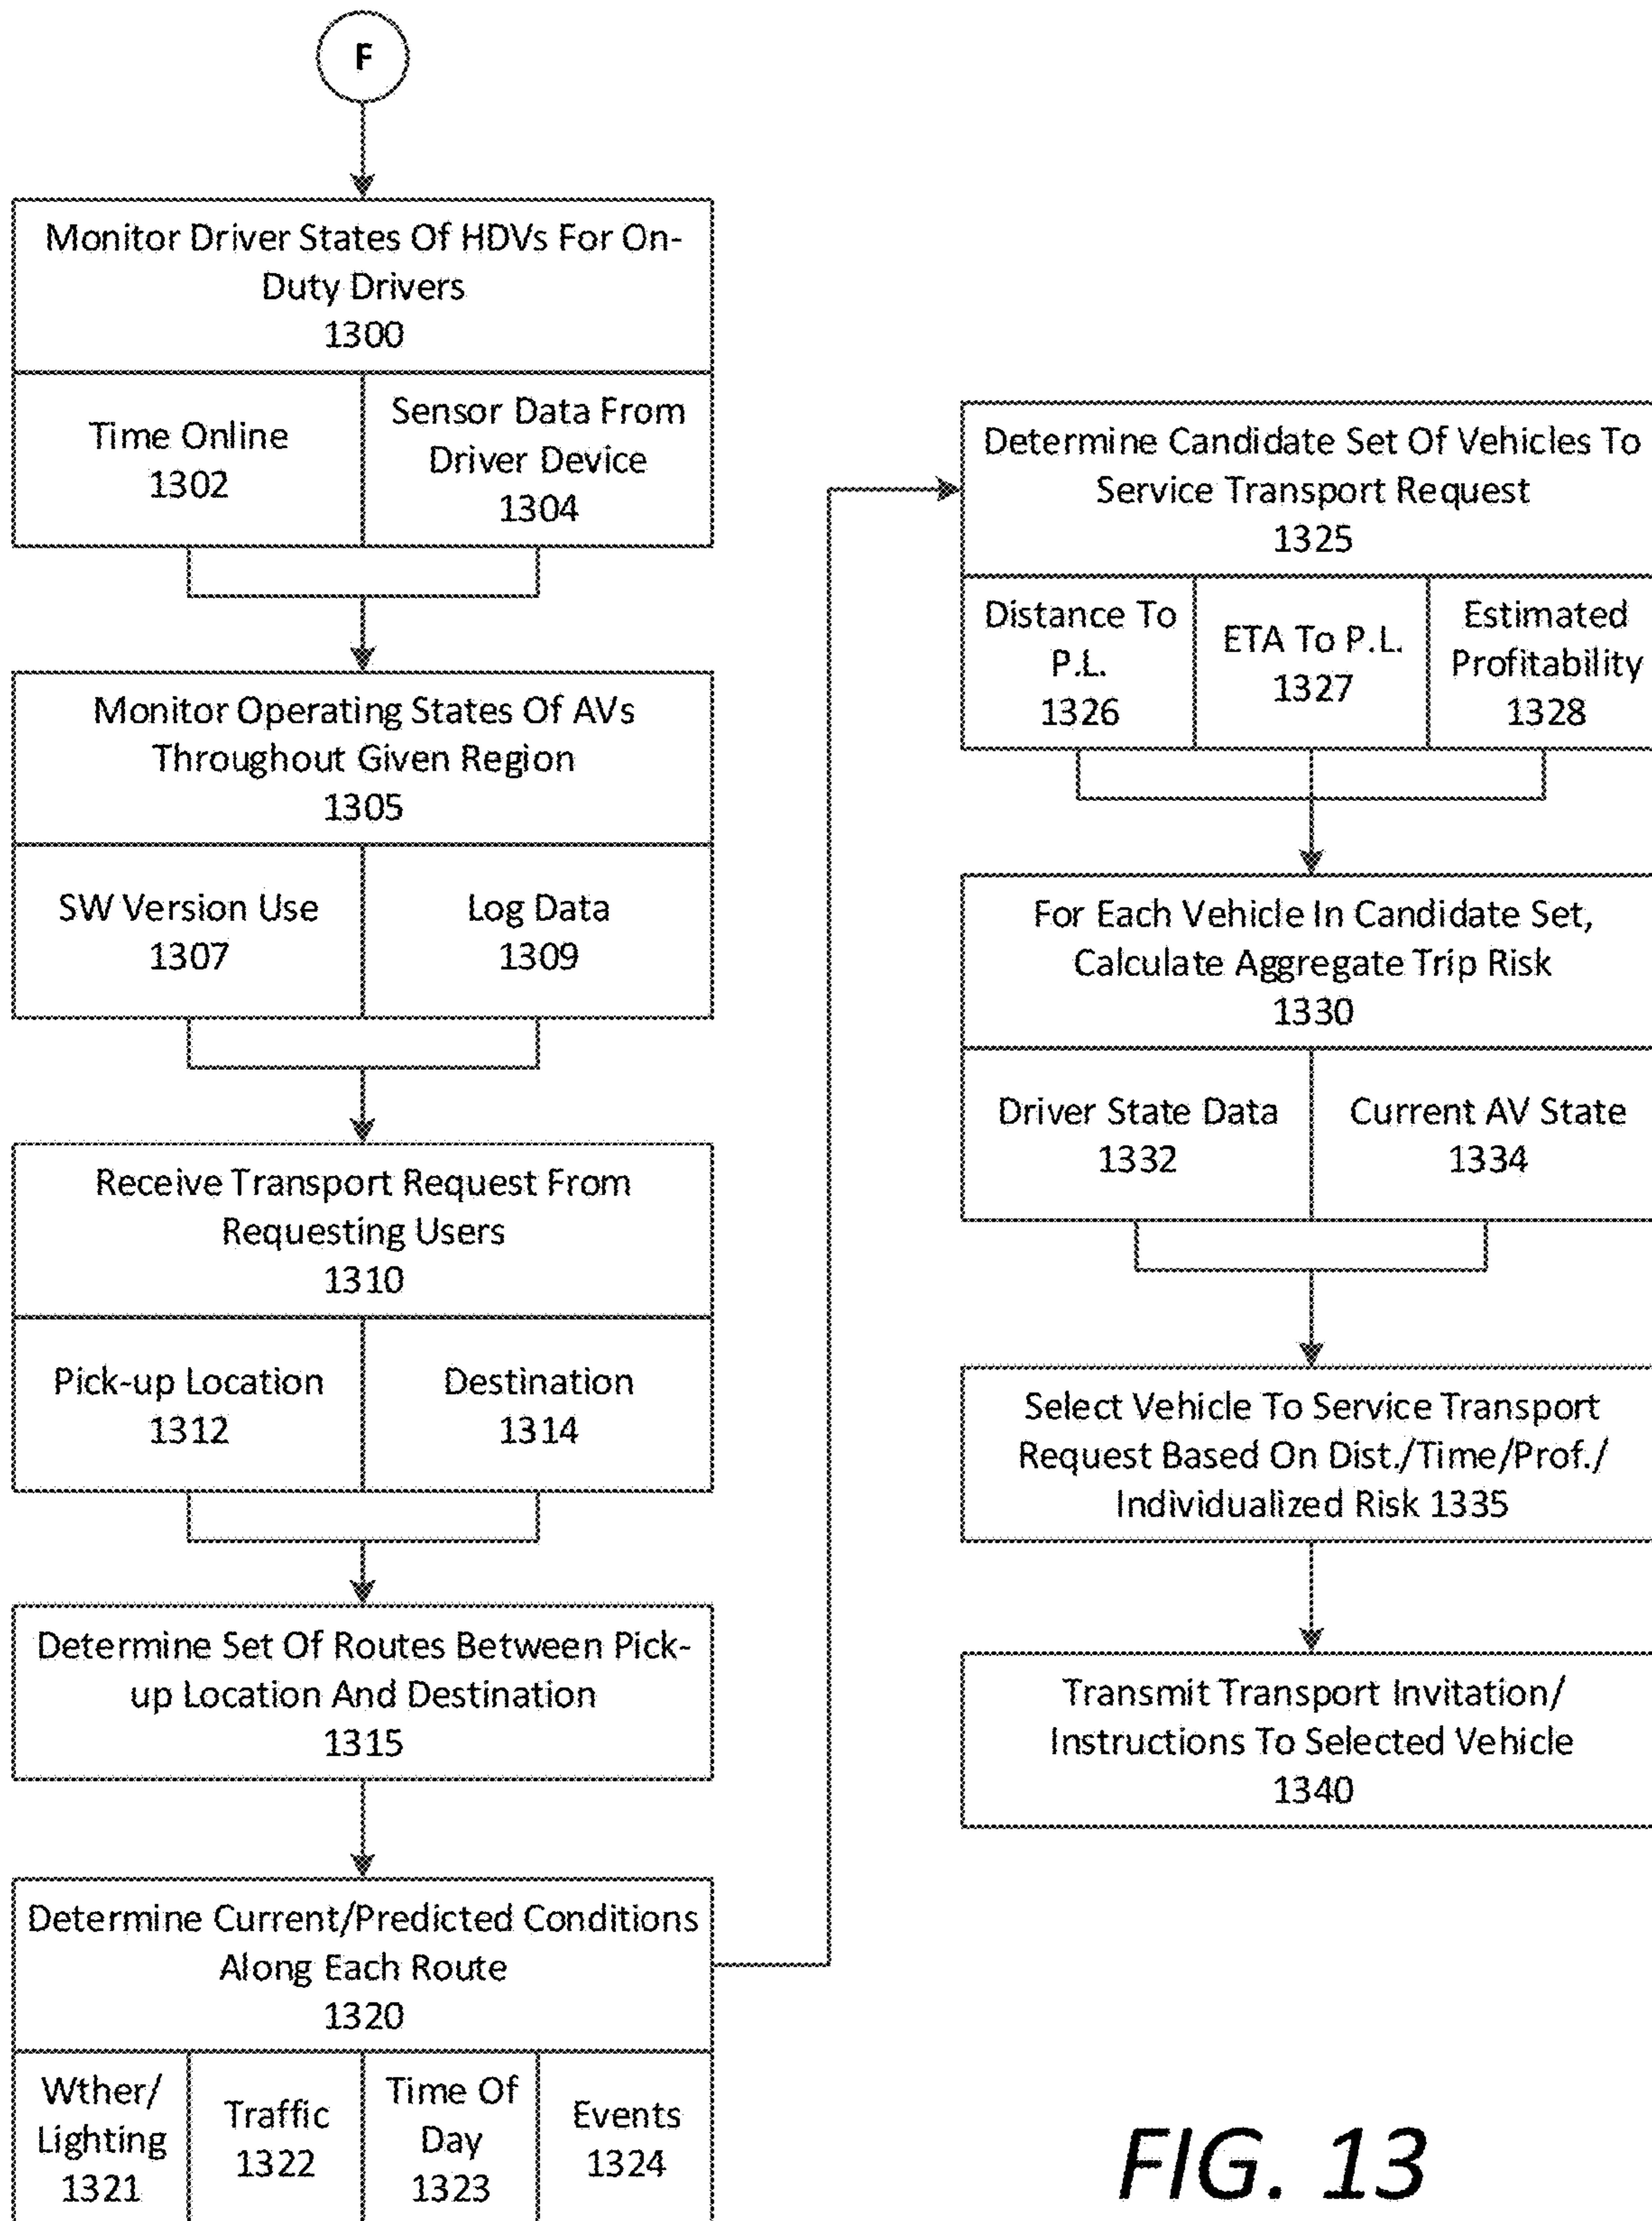 F
Monitor Driver States Of HDVs For On-
Duty Drivers
1300
Time Online
1302
Sensor Data From
Driver Device
1304
Monitor Operating States Of AVs
Throughout Given Region
1305
SW Version Use
1307
Log Data
1309
Receive Transport Request From
Requesting Users
1310
Pick-up Location
1312
Destination
1314
Determine Set Of Routes Between Pick-
up Location And Destination
1315
Determine Current/Predicted Conditions
Along Each Route
1320
Wther/
Lighting
1321
Traffic
1322
Time Of
Day
1323
Events
1324
Determine Candidate Set Of Vehicles To
Service Transport Request
1325
Distance To
P.L.
1326
ETA To P.L.
1327
Estimated
Profitability
1328
For Each Vehicle In Candidate Set,
Calculate Aggregate Trip Risk
1330
Driver State Data
1332
Current AV State
1334
Select Vehicle To Service Transport
Request Based On Dist./Time/Prof./
Individualized Risk 1335
Transmit Transport Invitation/
Instructions To Selected Vehicle
1340
FIG. 13